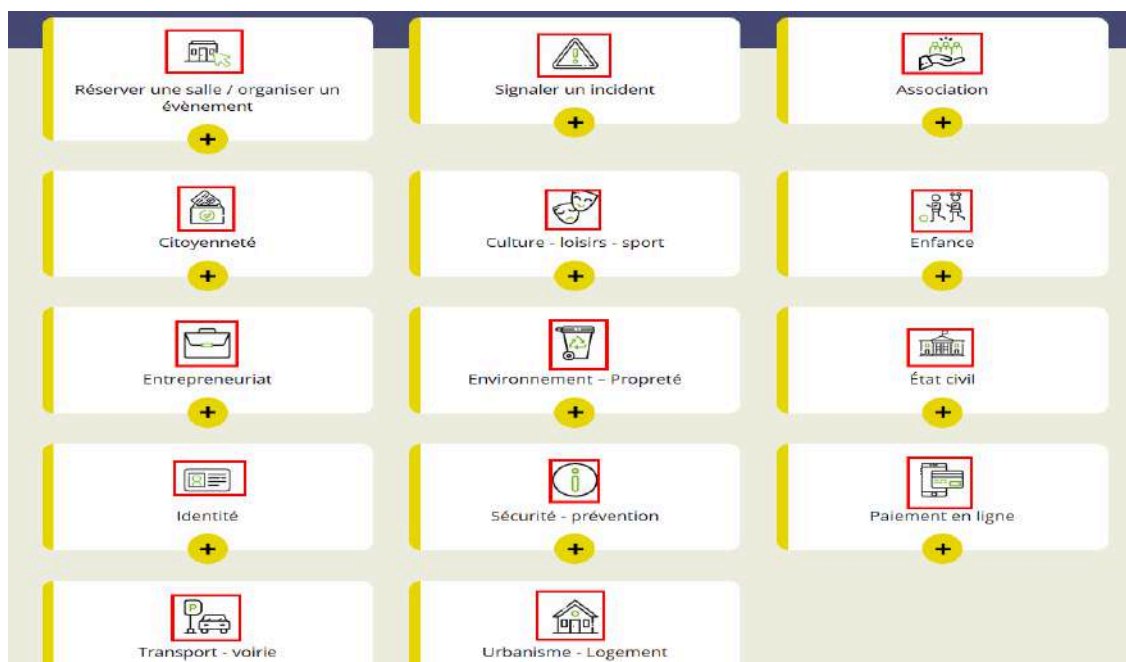 Réserver une salle / organiser un
évènement
+
Signaler un incident
+
Association
+
Citoyenneté
+
Culture - loisirs - sport
+
Enfance
+
Entrepreneuriat
+
Environnement – Propreté
+
État civil
+
Identité
+
Sécurité - prévention
+
Paiement en ligne
+
P
Transport - voirie
Urbanisme - Logement